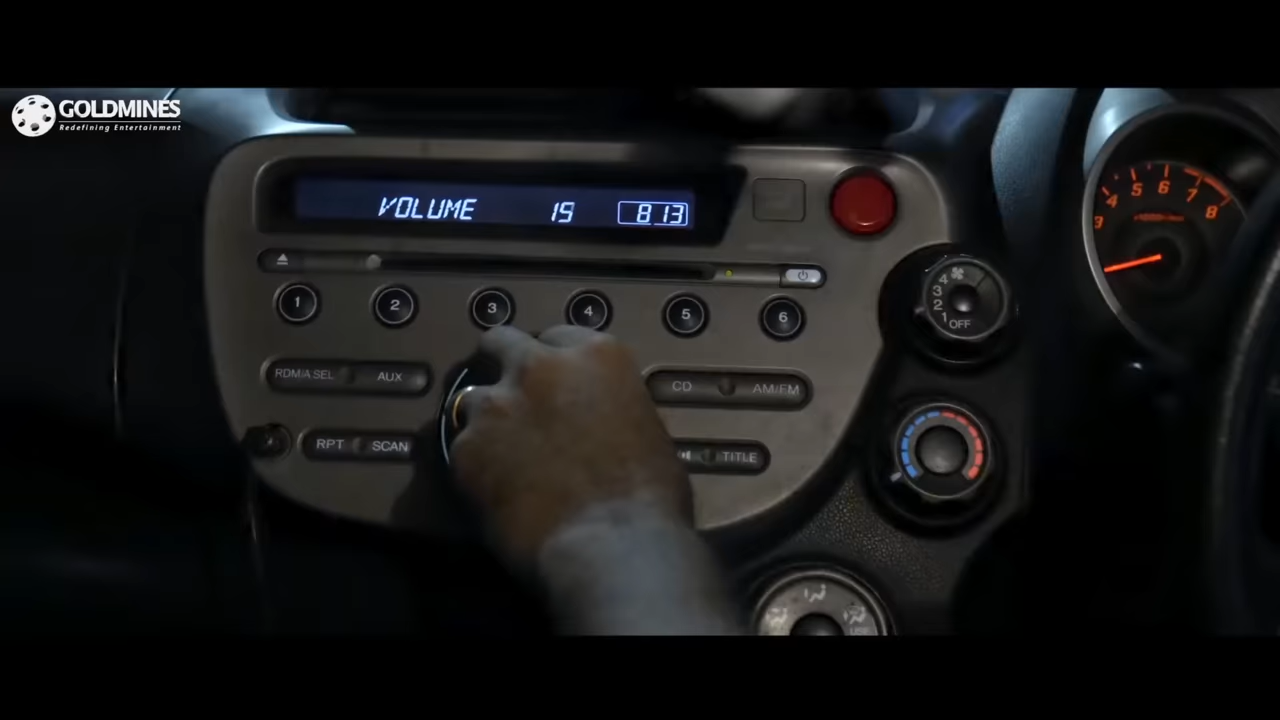 GOLDMINES
Redefining Entertainment
VOLUME 15 8 13
1 2 3 4 5 6
RDM/A SEL AUX
CD AM/FM
RPT SCAN
TITLE
4
3
2
1
OFF
3 4 5 6 7 8